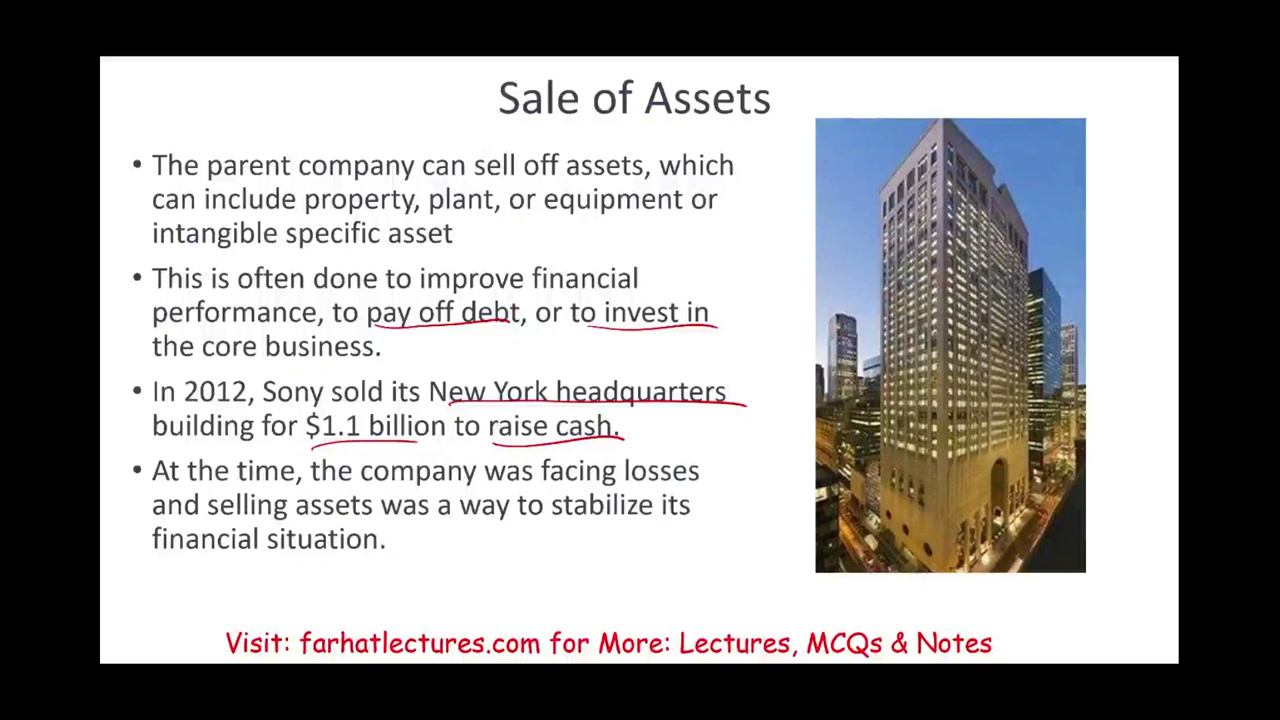 Sale of Assets
• The parent company can sell off assets, which
can include property, plant, or equipment or
intangible specific asset
• This is often done to improve financial
performance, to pay off debt, or to invest in
the core business.
• In 2012, Sony sold its New York headquarters
building for $1.1 billion to raise cash.
• At the time, the company was facing losses
and selling assets was a way to stabilize its
financial situation.
Visit: farhatlectures.com for More: Lectures, MCQs & Notes